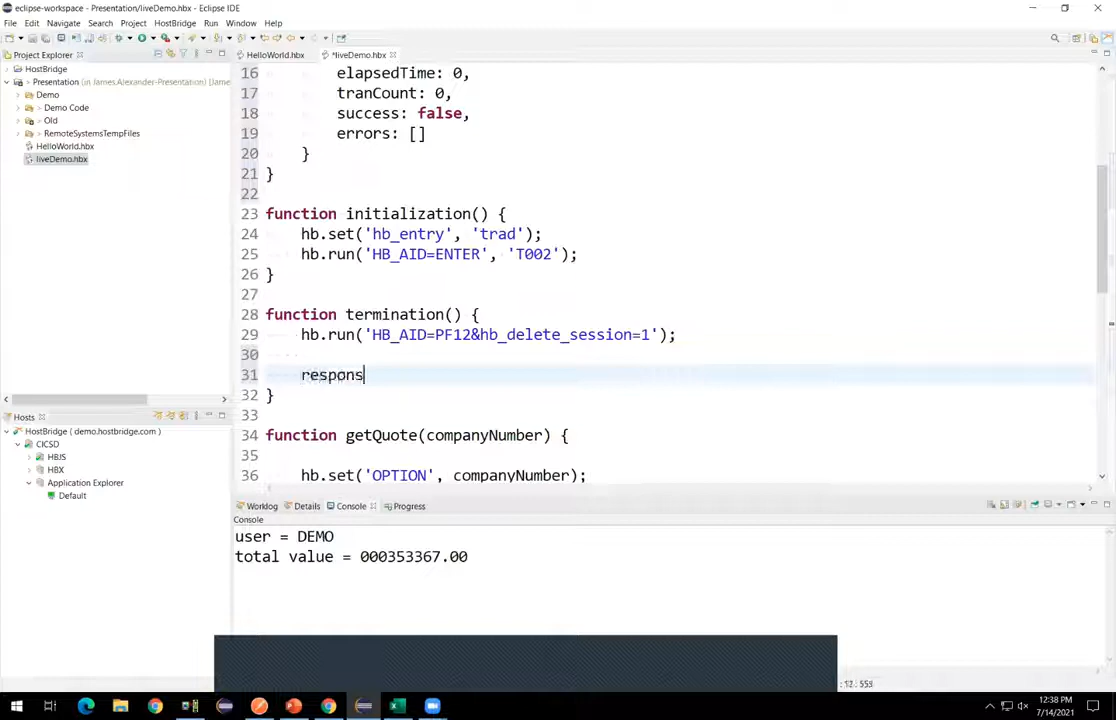 eclipse-workspace - Presentation/liveDemo.hbx - Eclipse IDE
File Edit Navigate Search Project HostBridge Run Window Help
Project Explorer
HostBridge
Presentation (in James.Alexander-Presentation) [Jame
Demo
> Demo Code
> Old
> RemoteSystemsTempFiles
HelloWorld.hbx
liveDemo.hbx
HelloWorld.hbx
*liveDemo.hbx
16 elapsedTime: 0,
17 tranCount: 0,
18 success: false,
19 errors: []
20 }
21 }
22
23 function initialization() {
24 hb.set('hb_entry', 'trad');
25 hb.run('HB_AID=ENTER', 'T002');
26 }
27
28 function termination() {
29 hb.run('HB_AID=PF12&hb_delete_session=1');
30
31 respons
32 }
33
34 function getQuote(companyNumber) {
35
36 hb.set('OPTION', companyNumber);
Hosts
HostBridge ( demo.hostbridge.com )
CICSD
HBJS
HBX
Application Explorer
Default
Worklog Details Console Progress
Console
user = DEMO
total value = 000353367.00
12:38 PM
7/14/2021